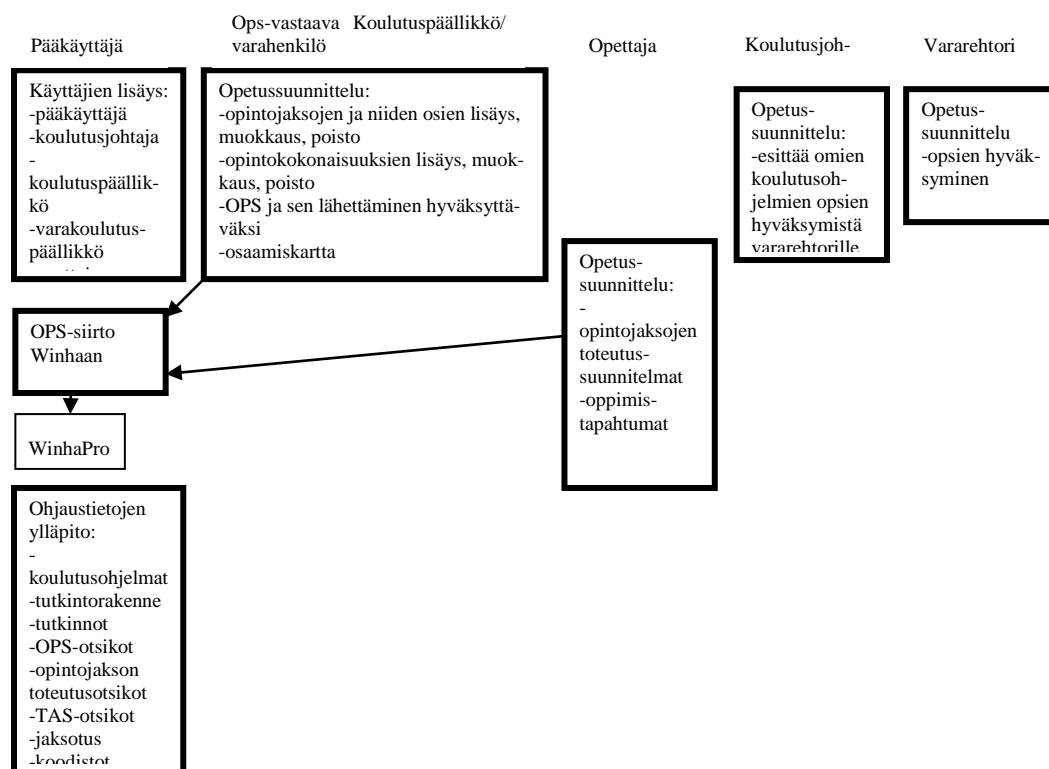 Ops-vastaava Koulutuspäällikkö/
varahenkilö
Pääkäyttäjä
Opettaja
Koulutusjoh-
Vararehtori
Käyttäjien lisäys:
-pääkäyttäjä
-koulutusjohtaja
-
koulutuspäällik-
kö
-varakoulutus-
päällikkö
Opetussuunnittelu:
-opintojaksojen ja niiden osien lisäys,
muokkaus, poisto
-opintokokonaisuuksien lisäys, muok-
kaus, poisto
-OPS ja sen lähettäminen hyväksyttä-
väksi
-osaamiskartta
Opetus-
suunnittelu:
-
opintojaksojen
toteutus-
suunnitelmat
-oppimis-
tapahtumat
Opetus-
suunnittelu:
-esittää omien
koulutusoh-
jelmien opsien
hyväksymistä
vararehtorille
Opetus-
suunnittelu
-opsien hyväk-
syminen
OPS-siirto
Winhaan
WinhaPro
Ohjaustietojen
ylläpito:
-
koulutusohjelmat
-tutkintorakenne
-tutkinnot
-OPS-otsikot
-opintojakson
toteutusotsikot
-TAS-otsikot
-jaksotus
-koodistot